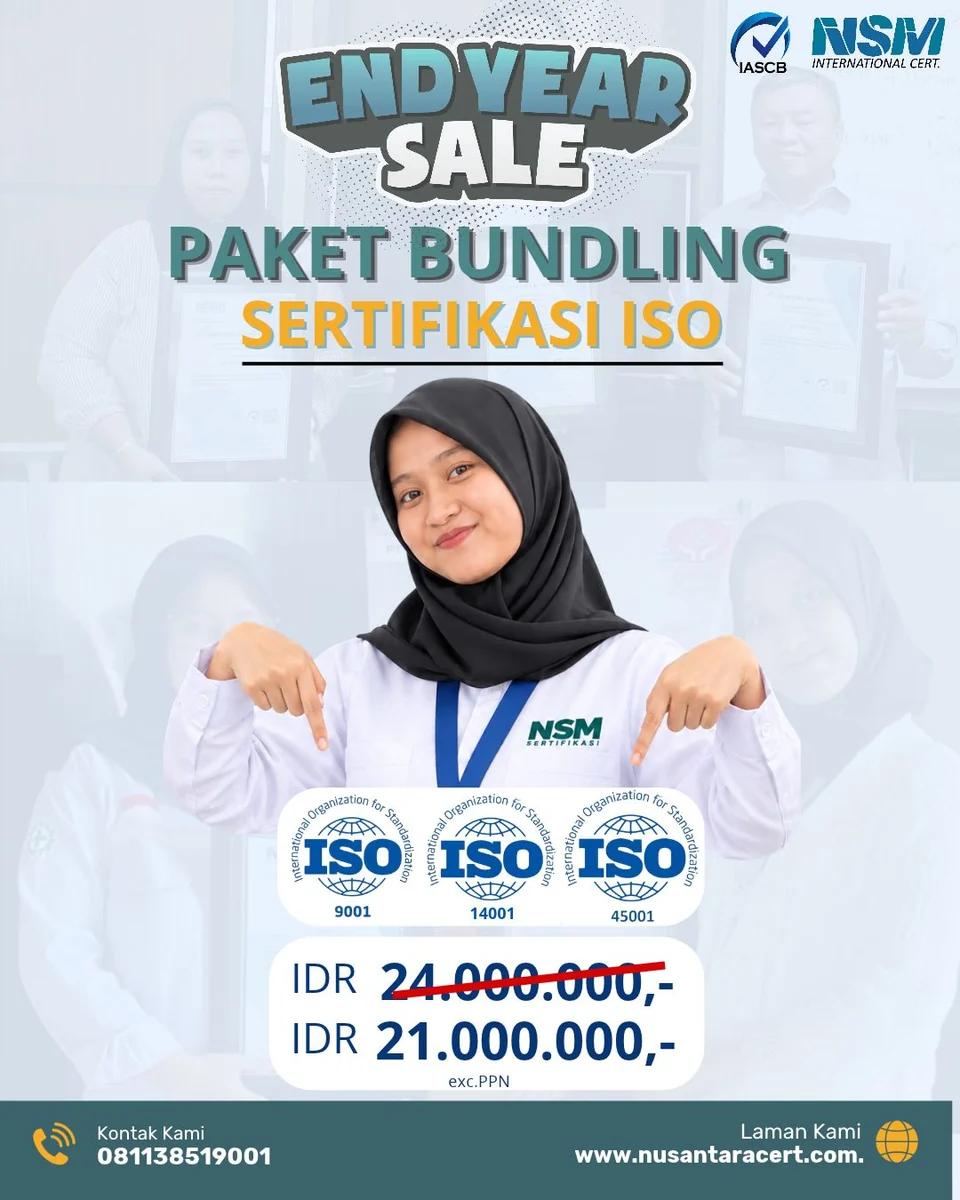 IASCB
NSM
INTERNATIONAL CERT.
END YEAR
SALE
PAKET BUNDLING
SERTIFIKASI ISO
NSM
SERTIFIKASI
International Organization for Standardization
ISO
9001
International Organization for Standardization
ISO
14001
International Organization for Standardization
ISO
45001
IDR 24.000.000,-
IDR 21.000.000,-
exc.PPN
Kontak Kami
081138519001
Laman Kami
www.nusantaracert.com.